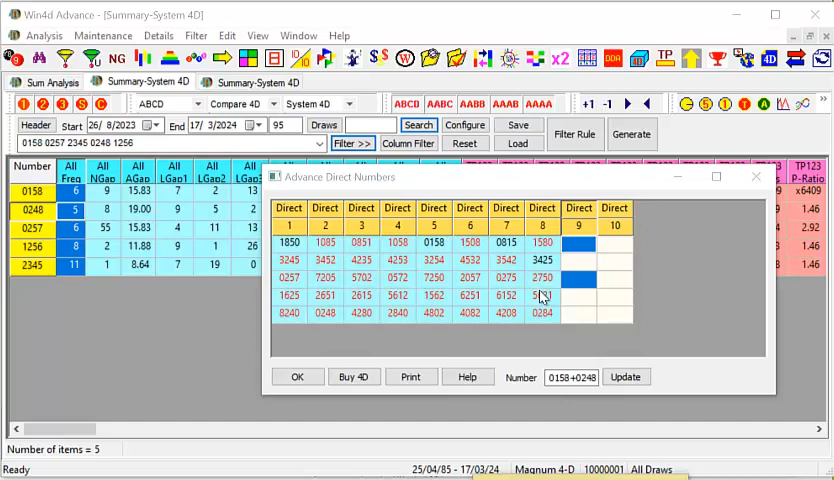 Win4d Advance - [Summary-System 4D]
Analysis Maintenance Details Filter Edit View Window Help
NG 10/10 $$ W x2 4D TP
Sum Analysis Summary-System 4D Summary-System 4D
1 2 3 S C ABCD Compare 4D System 4D ABCD AABC AABB AAAB AAAA +1 -1 5 1 T A
Header Start 26/ 8/2023 End 17/ 3/2024 95 Draws Search Configure Save Filter Rule Generate
0158 0257 2345 0248 1256 Filter >> Column Filter Reset Load
Number All Freq All NGap All AGap All LGap1 All LGap2 All LGap3 TP123 P-Ratio
0158 6 9 15.83 7 2 13 x6409
0248 5 8 19.00 9 5 2 1.46
0257 6 55 15.83 4 11 13 2.92
1256 8 2 11.88 9 1 26 1.46
2345 11 1 8.64 7 19 0 1.46
Advance Direct Numbers
Direct Direct Direct Direct Direct Direct Direct Direct Direct Direct
1 2 3 4 5 6 7 8 9 10
1850 1085 0851 1058 0158 1508 0815 1580
3245 3452 4235 4253 3254 4532 3542 3425
0257 7205 5702 0572 7250 2057 0275 2750
1625 2651 2615 5612 1562 6251 6152
8240 0248 4280 2840 4802 4082 4208 0284
OK Buy 4D Print Help Number 0158+0248 Update
Number of items = 5
Ready 25/04/85 - 17/03/24 Magnum 4-D 10000001 All Draws